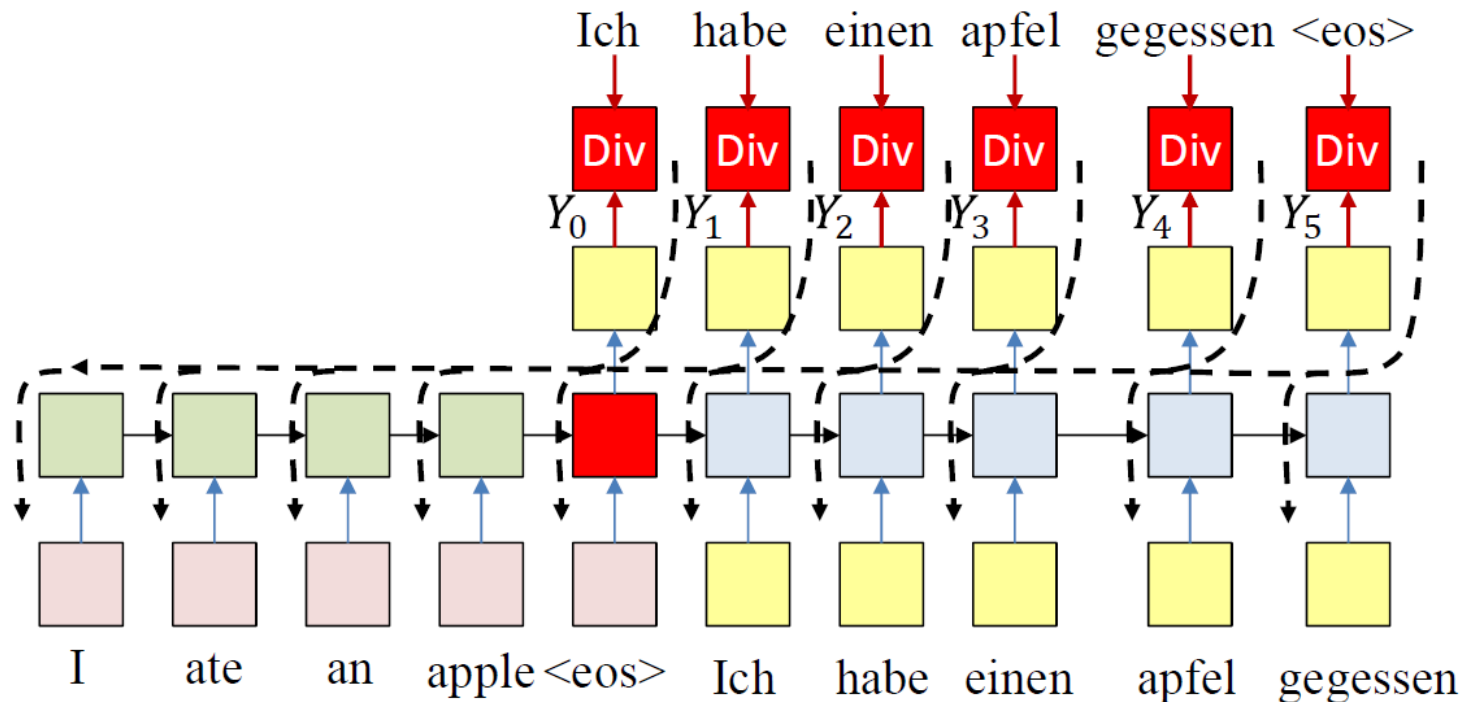 Ich habe einen apfel gegessen <eos>
Div Div Div Div Div Div
Y₀ Y₁ Y₂ Y₃ Y₄ Y₅
I ate an apple <eos> Ich habe einen apfel gegessen